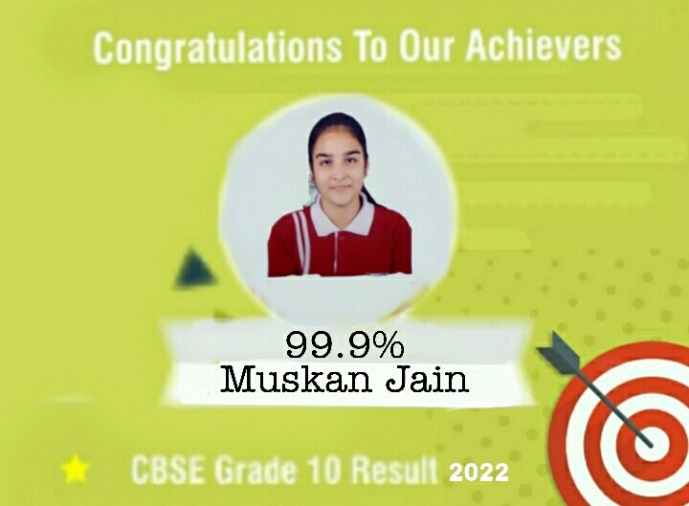 Congratulations To Our Achievers
99.9%
Muskan Jain
CBSE Grade 10 Result 2022